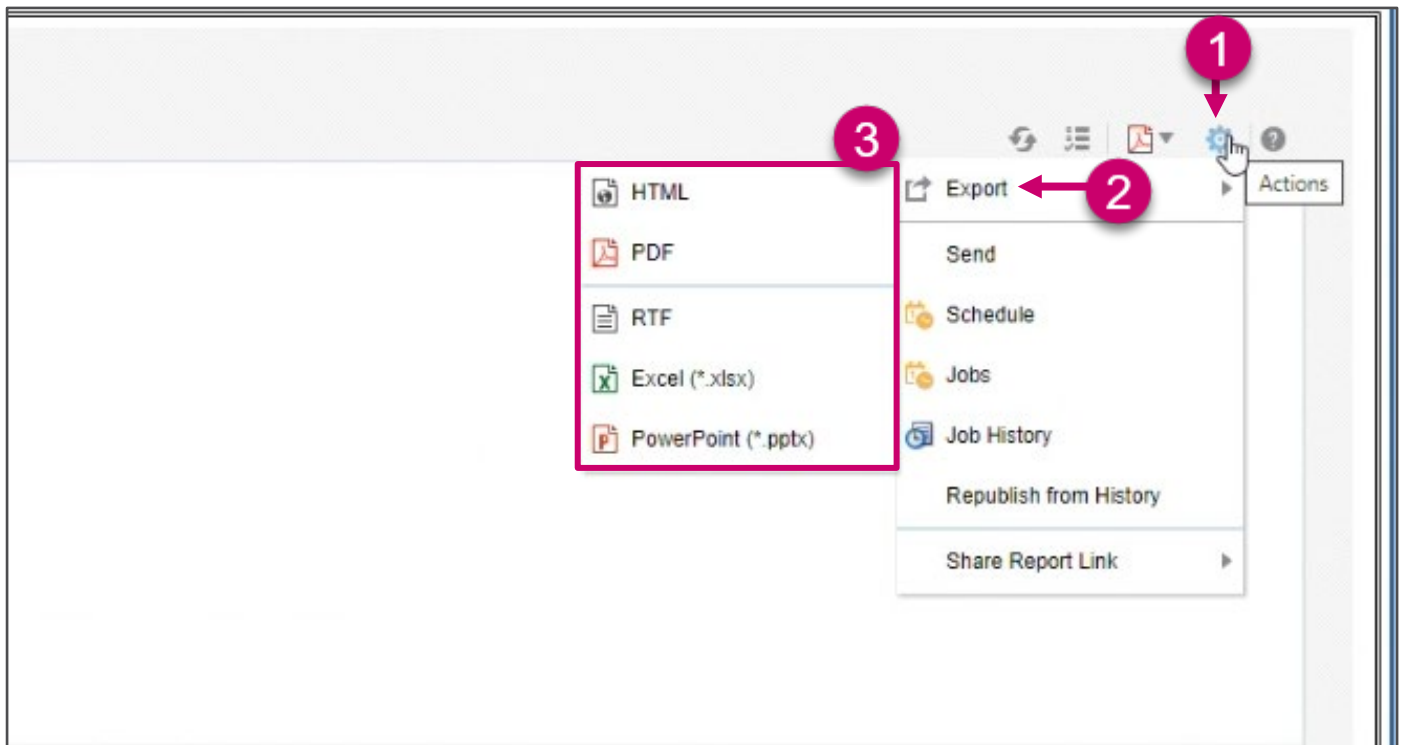 1
3
HTML
Export
2
Actions
PDF
Send
RTF
Schedule
Excel (*.xlsx)
Jobs
PowerPoint (*.pptx)
Job History
Republish from History
Share Report Link